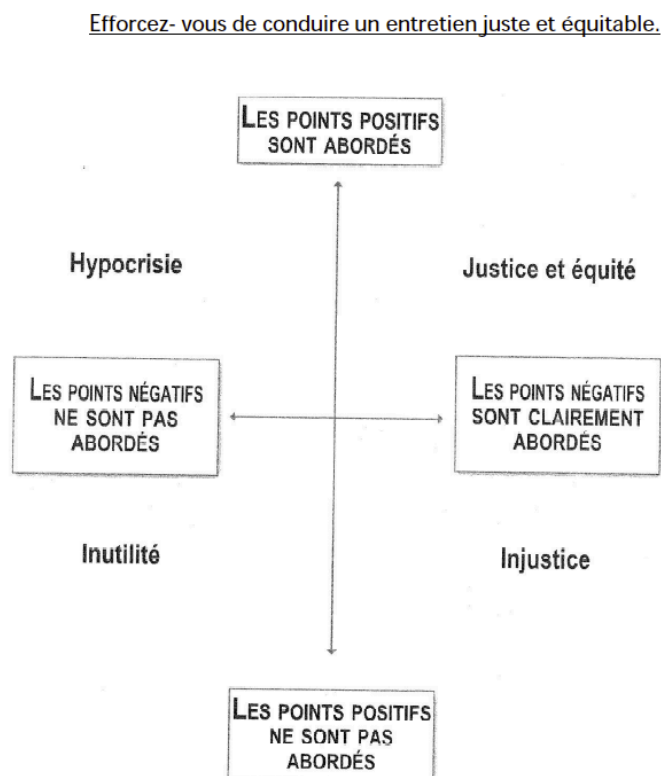 Efforcez- vous de conduire un entretien juste et équitable.
LES POINTS POSITIFS
SONT ABORDÉS
Hypocrisie
Justice et équité
LES POINTS NÉGATIFS
NE SONT PAS
ABORDÉS
LES POINTS NÉGATIFS
SONT CLAIREMENT
ABORDÉS
Inutilité
Injustice
LES POINTS POSITIFS
NE SONT PAS
ABORDÉS